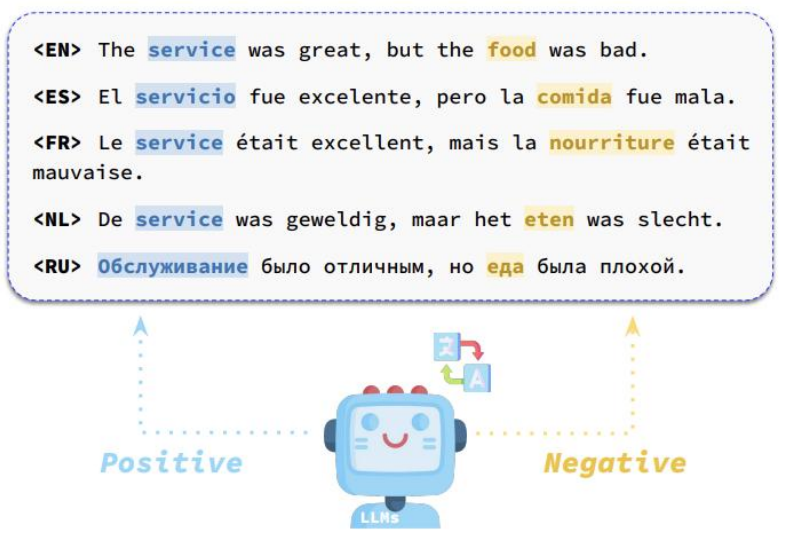 <EN> The service was great, but the food was bad.
<ES> El servicio fue excelente, pero la comida fue mala.
<FR> Le service était excellent, mais la nourriture était
mauvaise.
<NL> De service was geweldig, maar het eten was slecht.
<RU> Обслуживание было отличным, но еда была плохой.
文
A
Positive
Negative
LLMs